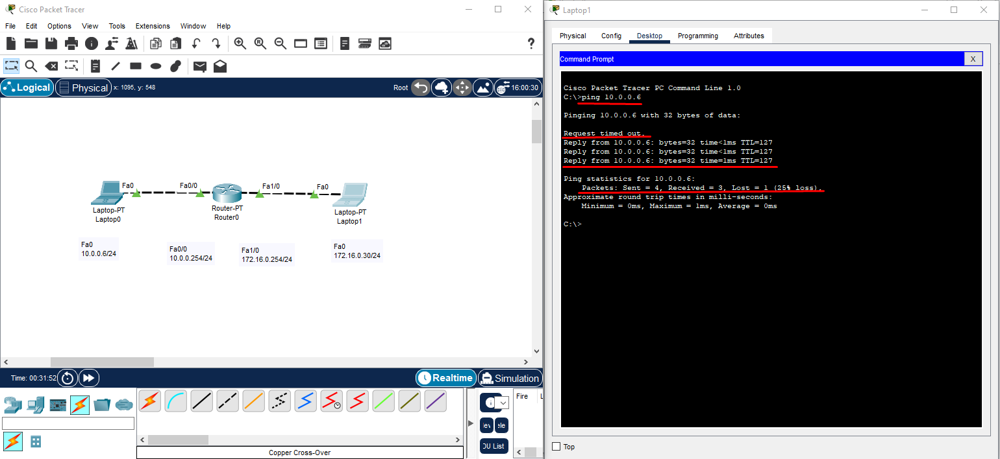 Cisco Packet Tracer
File Edit Options View Tools Extensions Window Help
?
Logical Physical x: 1095, y: 548 Root 16:00:30
Fa0 Fa0/0 Fa1/0 Fa0
Laptop-PT
Laptop0
Router-PT
Router0
Laptop-PT
Laptop1
Fa0
10.0.0.6/24
Fa0/0
10.0.0.254/24
Fa1/0
172.16.0.254/24
Fa0
172.16.0.30/24
Time: 00:31:52 Realtime Simulation
Fire L
lev ele
DU List
Copper Cross-Over
Laptop1
Physical Config Desktop Programming Attributes
Command Prompt X
Cisco Packet Tracer PC Command Line 1.0
C:\>ping 10.0.0.6
Pinging 10.0.0.6 with 32 bytes of data:
Request timed out.
Reply from 10.0.0.6: bytes=32 time<1ms TTL=127
Reply from 10.0.0.6: bytes=32 time<1ms TTL=127
Reply from 10.0.0.6: bytes=32 time=1ms TTL=127
Ping statistics for 10.0.0.6:
Packets: Sent = 4, Received = 3, Lost = 1 (25% loss),
Approximate round trip times in milli-seconds:
Minimum = 0ms, Maximum = 1ms, Average = 0ms
C:\>
Top